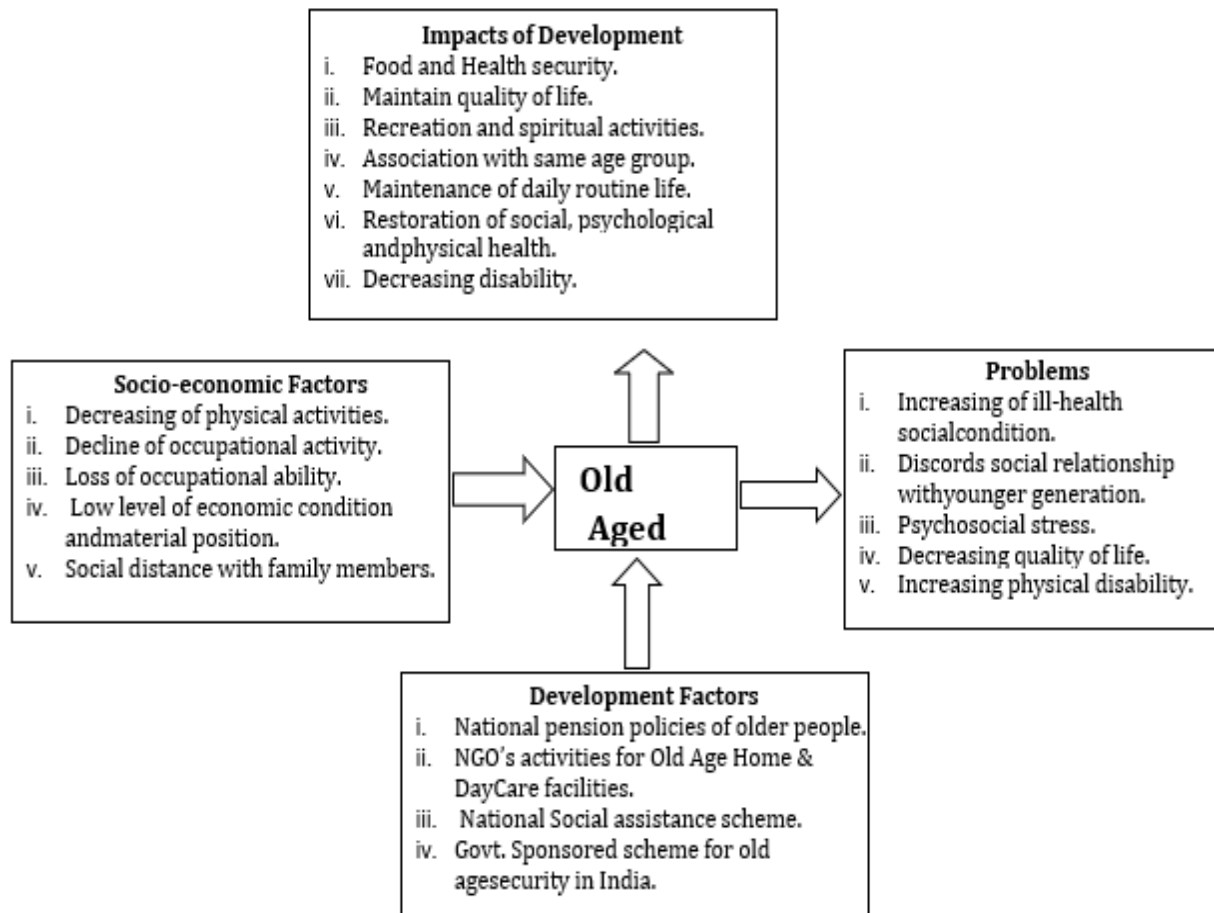 Impacts of Development
i. Food and Health security.
ii. Maintain quality of life.
iii. Recreation and spiritual activities.
iv. Association with same age group.
v. Maintenance of daily routine life.
vi. Restoration of social, psychological
andphysical health.
vii. Decreasing disability.
Socio-economic Factors
i. Decreasing of physical activities.
ii. Decline of occupational activity.
iii. Loss of occupational ability.
iv. Low level of economic condition
andmaterial position.
v. Social distance with family members.
Old
Aged
Problems
i. Increasing of ill-health
socialcondition.
ii. Discords social relationship
withyounger generation.
iii. Psychosocial stress.
iv. Decreasing quality of life.
v. Increasing physical disability.
Development Factors
i. National pension policies of older people.
ii. NGO’s activities for Old Age Home &
DayCare facilities.
iii. National Social assistance scheme.
iv. Govt. Sponsored scheme for old
agesecurity in India.